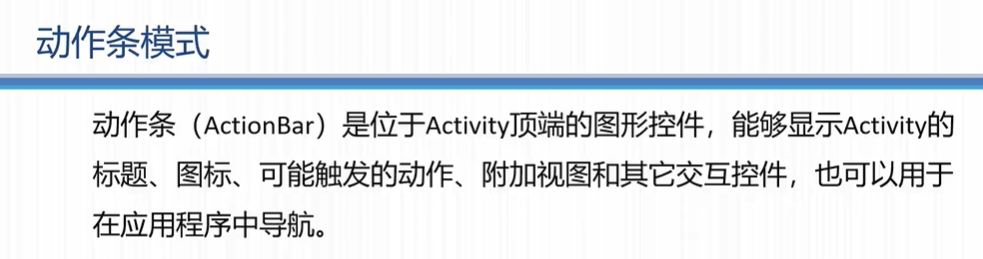 动作条模式
动作条（ActionBar）是位于Activity顶端的图形控件，能够显示Activity的
标题、图标、可能触发的动作、附加视图和其它交互控件，也可以用于
在应用程序中导航。